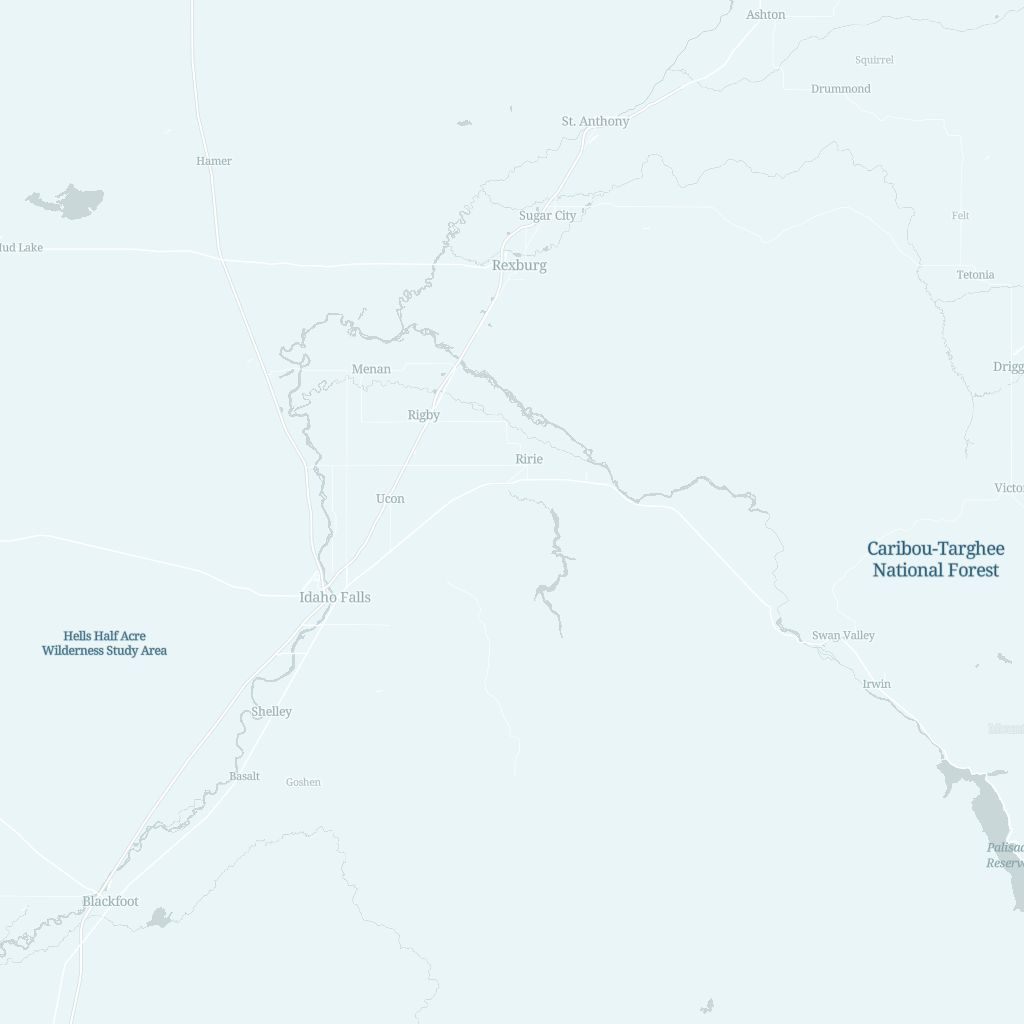 Ashton
Squirrel
Drummond
St. Anthony
Hamer
Sugar City
Felt
Rexburg
Tetonia
Menan
Rigby
Ririe
Ucon
Caribou-Targhee
National Forest
Idaho Falls
Hells Half Acre
Wilderness Study Area
Swan Valley
Irwin
Shelley
Basalt
Goshen
Blackfoot